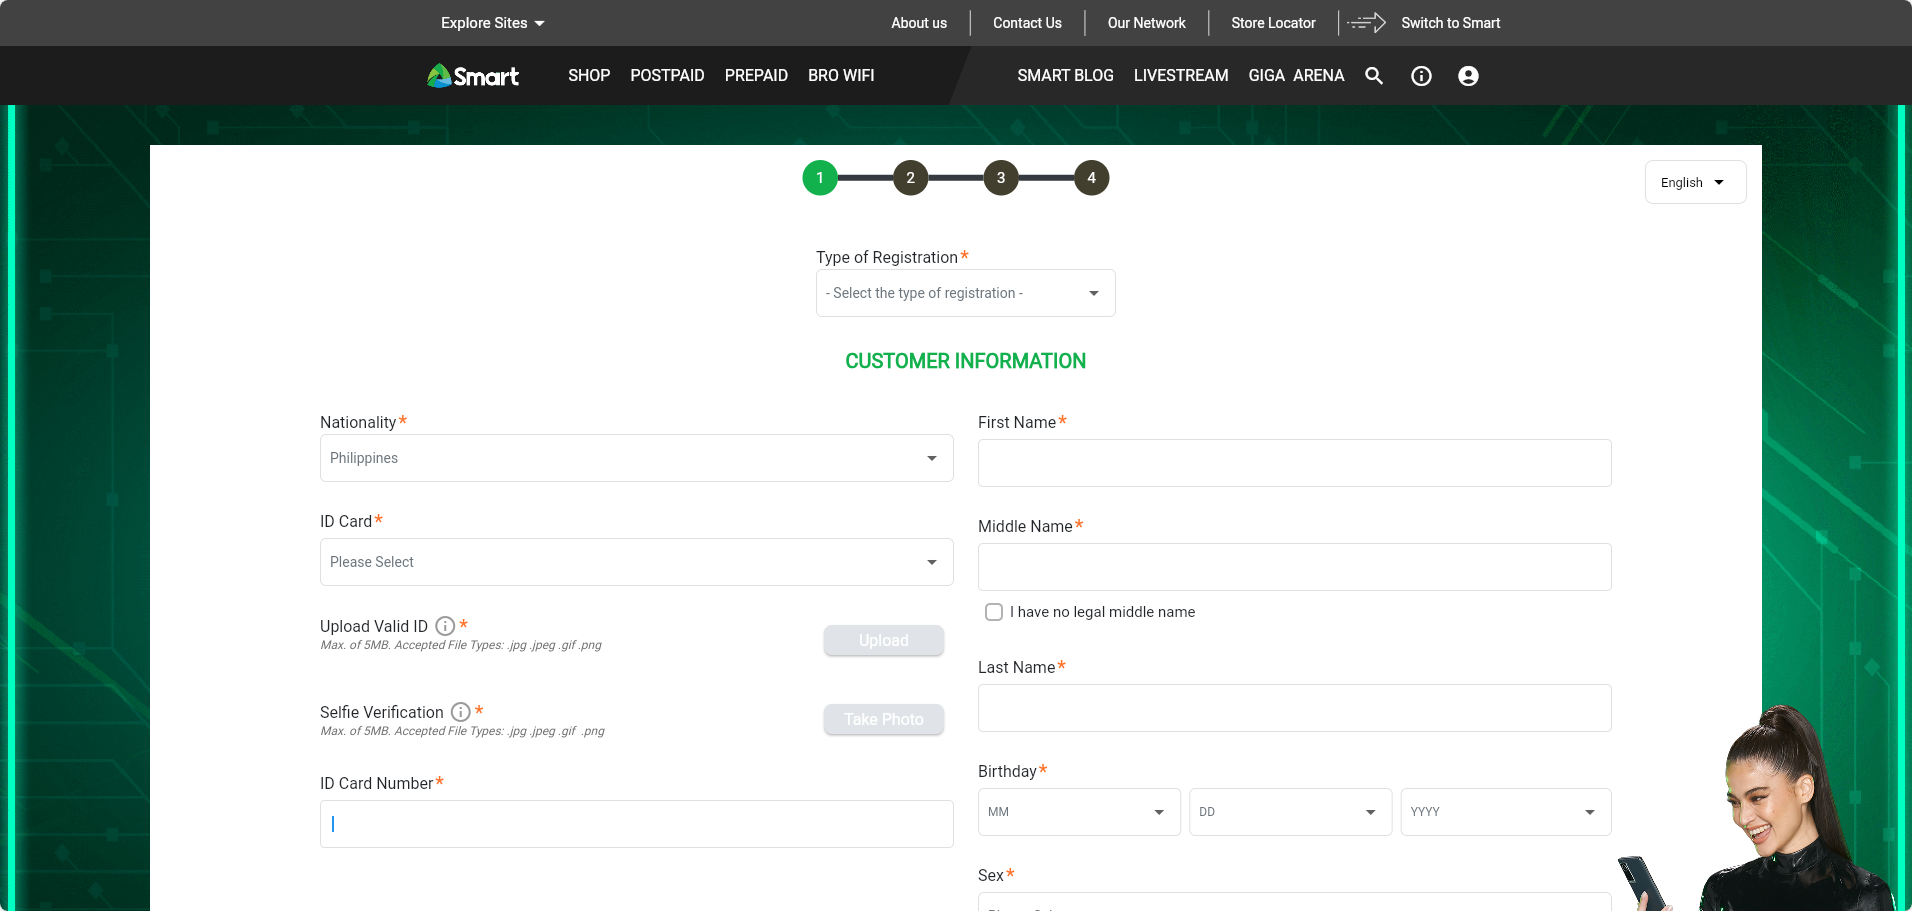 Explore Sites
About us
Contact Us
Our Network
Store Locator
Switch to Smart
Smart
SHOP
POSTPAID
PREPAID
BRO WIFI
SMART BLOG
LIVESTREAM
GIGA ARENA
1
2
3
4
English
Type of Registration*
- Select the type of registration -
CUSTOMER INFORMATION
Nationality*
Philippines
ID Card*
Please Select
Upload Valid ID *
Max. of 5MB. Accepted File Types: .jpg .jpeg .gif .png
Upload
Selfie Verification *
Max. of 5MB. Accepted File Types: .jpg .jpeg .gif .png
Take Photo
ID Card Number*
First Name*
Middle Name*
I have no legal middle name
Last Name*
Birthday*
MM
DD
YYYY
Sex*